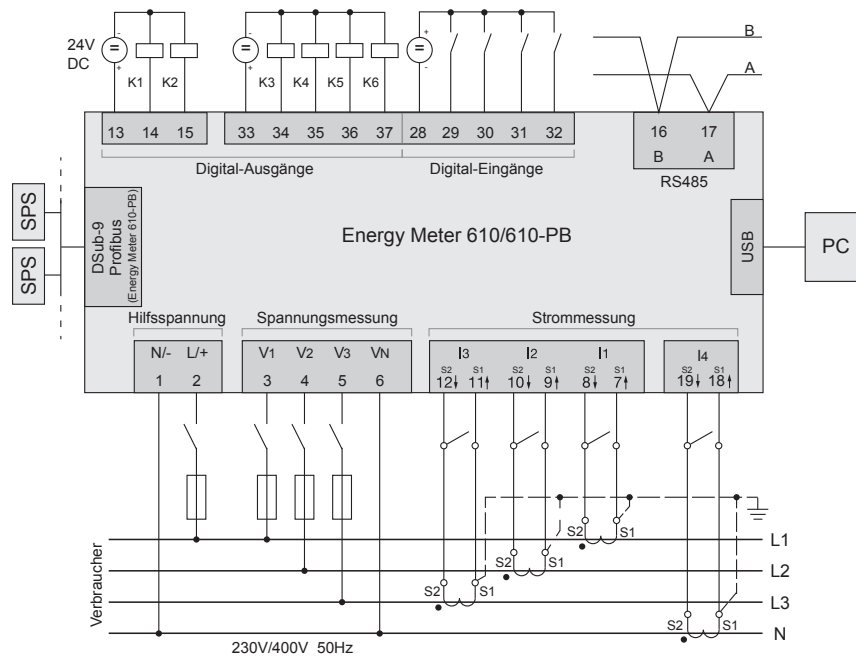 24V
DC
K1
K2
K3
K4
K5
K6
B
A
13 14 15
33 34 35 36 37
28 29 30 31 32
16 17
B A
Digital-Ausgänge
Digital-Eingänge
RS485
SPS
SPS
DSub-9
Profibus
(Energy Meter 610-PB)
Energy Meter 610/610-PB
USB
PC
Hilfsspannung
Spannungsmessung
Strommessung
N/- L/+
V1 V2 V3 VN
I3 I2 I1
I4
S2 S1 S2 S1 S2 S1
S2 S1
1 2
3 4 5 6
12 11 10 9 8 7
19 18
S2 S1
S2 S1
S2 S1
S2 S1
Verbraucher
L1
L2
L3
N
230V/400V 50Hz
= 
- 
+
=
-
+
=
+
-